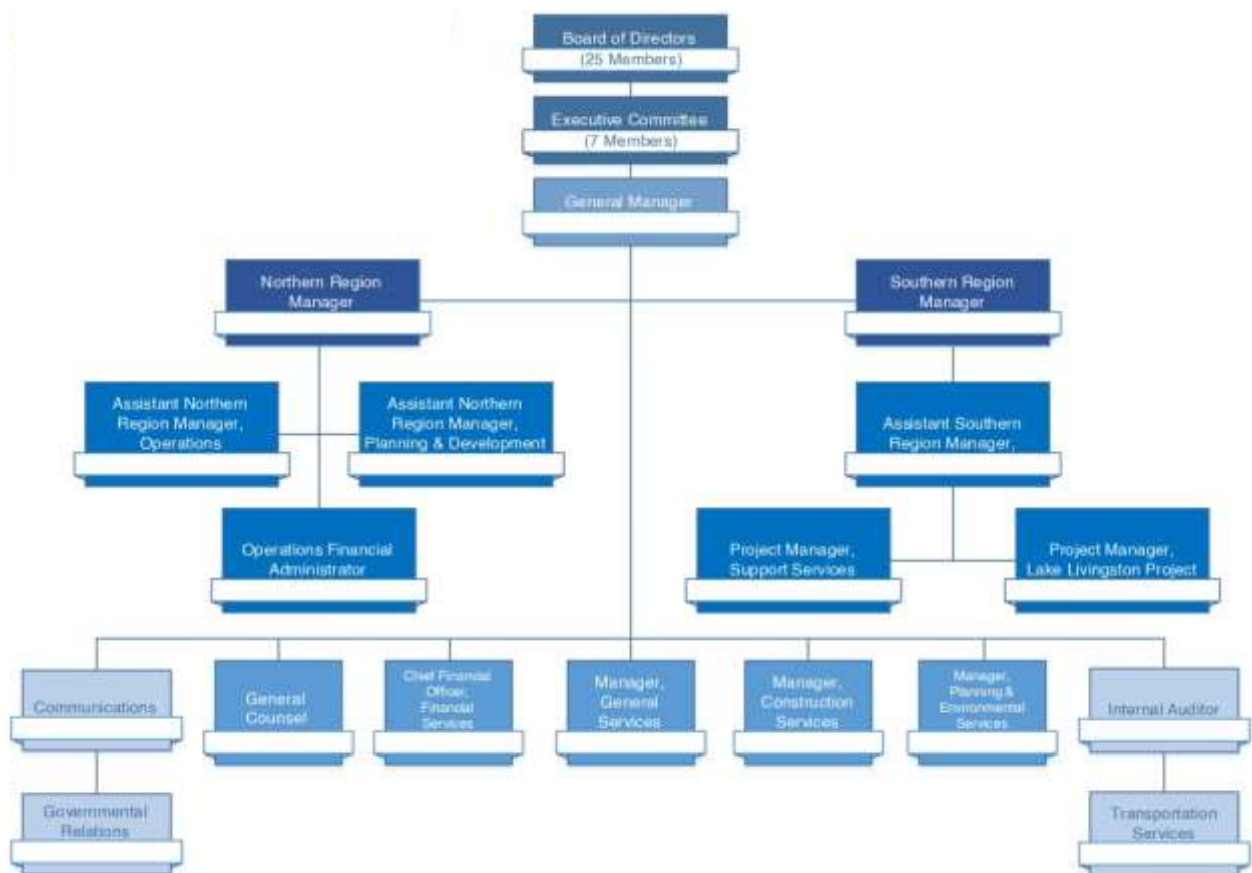 Board of Directors
(25 Members)
Executive Committee
(7 Members)
General Manager
Northern Region
Manager
Southern Region
Manager
Assistant Northern
Region Manager,
Operations
Assistant Northern
Region Manager,
Planning & Development
Assistant Southern
Region Manager,
Operations Financial
Administrator
Project Manager,
Support Services
Project Manager,
Lake Livingston Project
Communications
General
Counsel
Chief Financial
Officer,
Financial
Services
Manager,
General
Services
Manager,
Construction
Services
Manager,
Planning &
Environmental
Services
Internal Auditor
Governmental
Relations
Transportation
Services